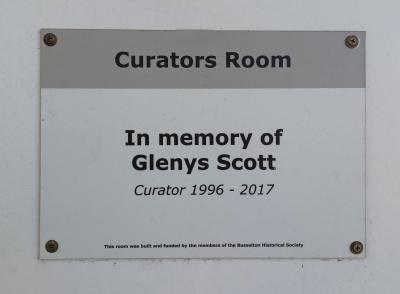 Curators Room
In memory of
Glenys Scott
Curator 1996 - 2017
This room was built and funded by the members of the Busselton Historical Society